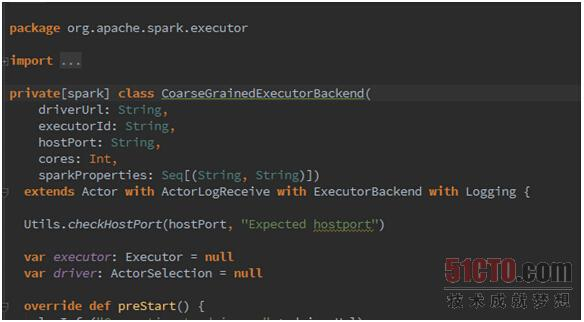 package org.apache.spark.executor
import ...
private[spark] class CoarseGrainedExecutorBackend(
driverUrl: String,
executorId: String,
hostPort: String,
cores: Int,
sparkProperties: Seq[(String, String)])
extends Actor with ActorLogReceive with ExecutorBackend with Logging {
Utils.checkHostPort(hostPort, "Expected hostport")
var executor: Executor = null
var driver: ActorSelection = null
override def preStart() {
51CTO.com
技术成就梦想